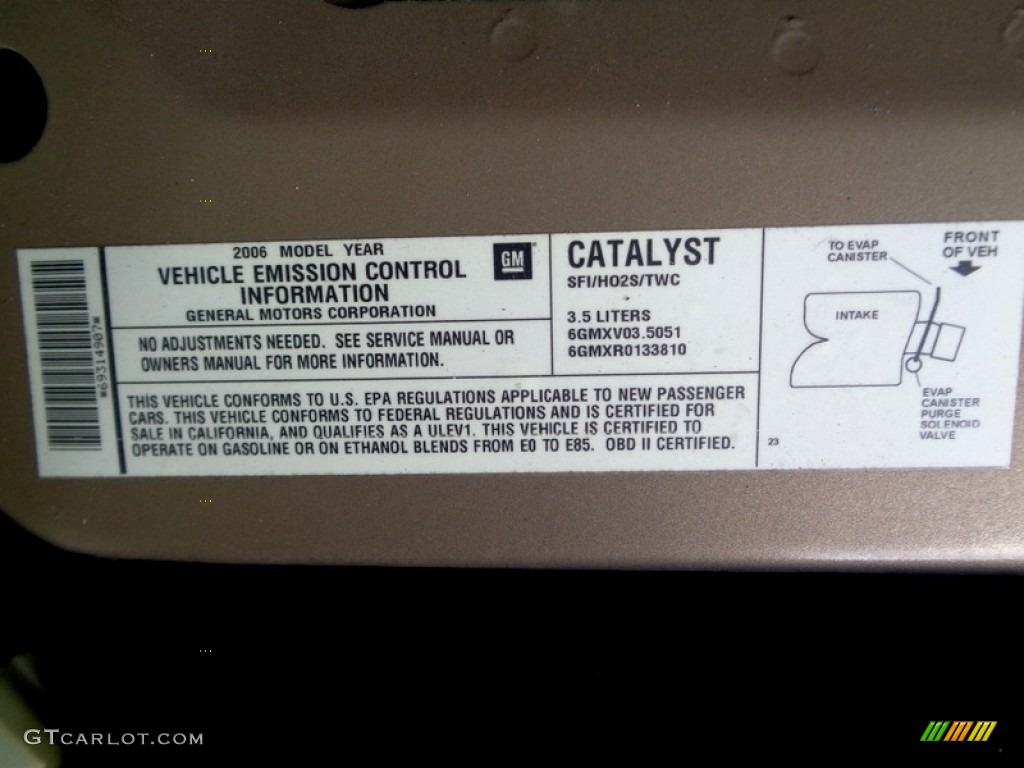 2006 MODEL YEAR
VEHICLE EMISSION CONTROL
INFORMATION
GENERAL MOTORS CORPORATION
GM
NO ADJUSTMENTS NEEDED. SEE SERVICE MANUAL OR
OWNERS MANUAL FOR MORE INFORMATION.
CATALYST
SFI/HO2S/TWC
3.5 LITERS
6GMXV03.5051
6GMXR0133810
THIS VEHICLE CONFORMS TO U.S. EPA REGULATIONS APPLICABLE TO NEW PASSENGER
CARS. THIS VEHICLE CONFORMS TO FEDERAL REGULATIONS AND IS CERTIFIED FOR
SALE IN CALIFORNIA, AND QUALIFIES AS A ULEV1. THIS VEHICLE IS CERTIFIED TO
OPERATE ON GASOLINE OR ON ETHANOL BLENDS FROM E0 TO E85. OBD II CERTIFIED.
*69314907*
TO EVAP
CANISTER
FRONT
OF VEH
INTAKE
EVAP
CANISTER
PURGE
SOLENOID
VALVE
23
GTCARLOT.COM